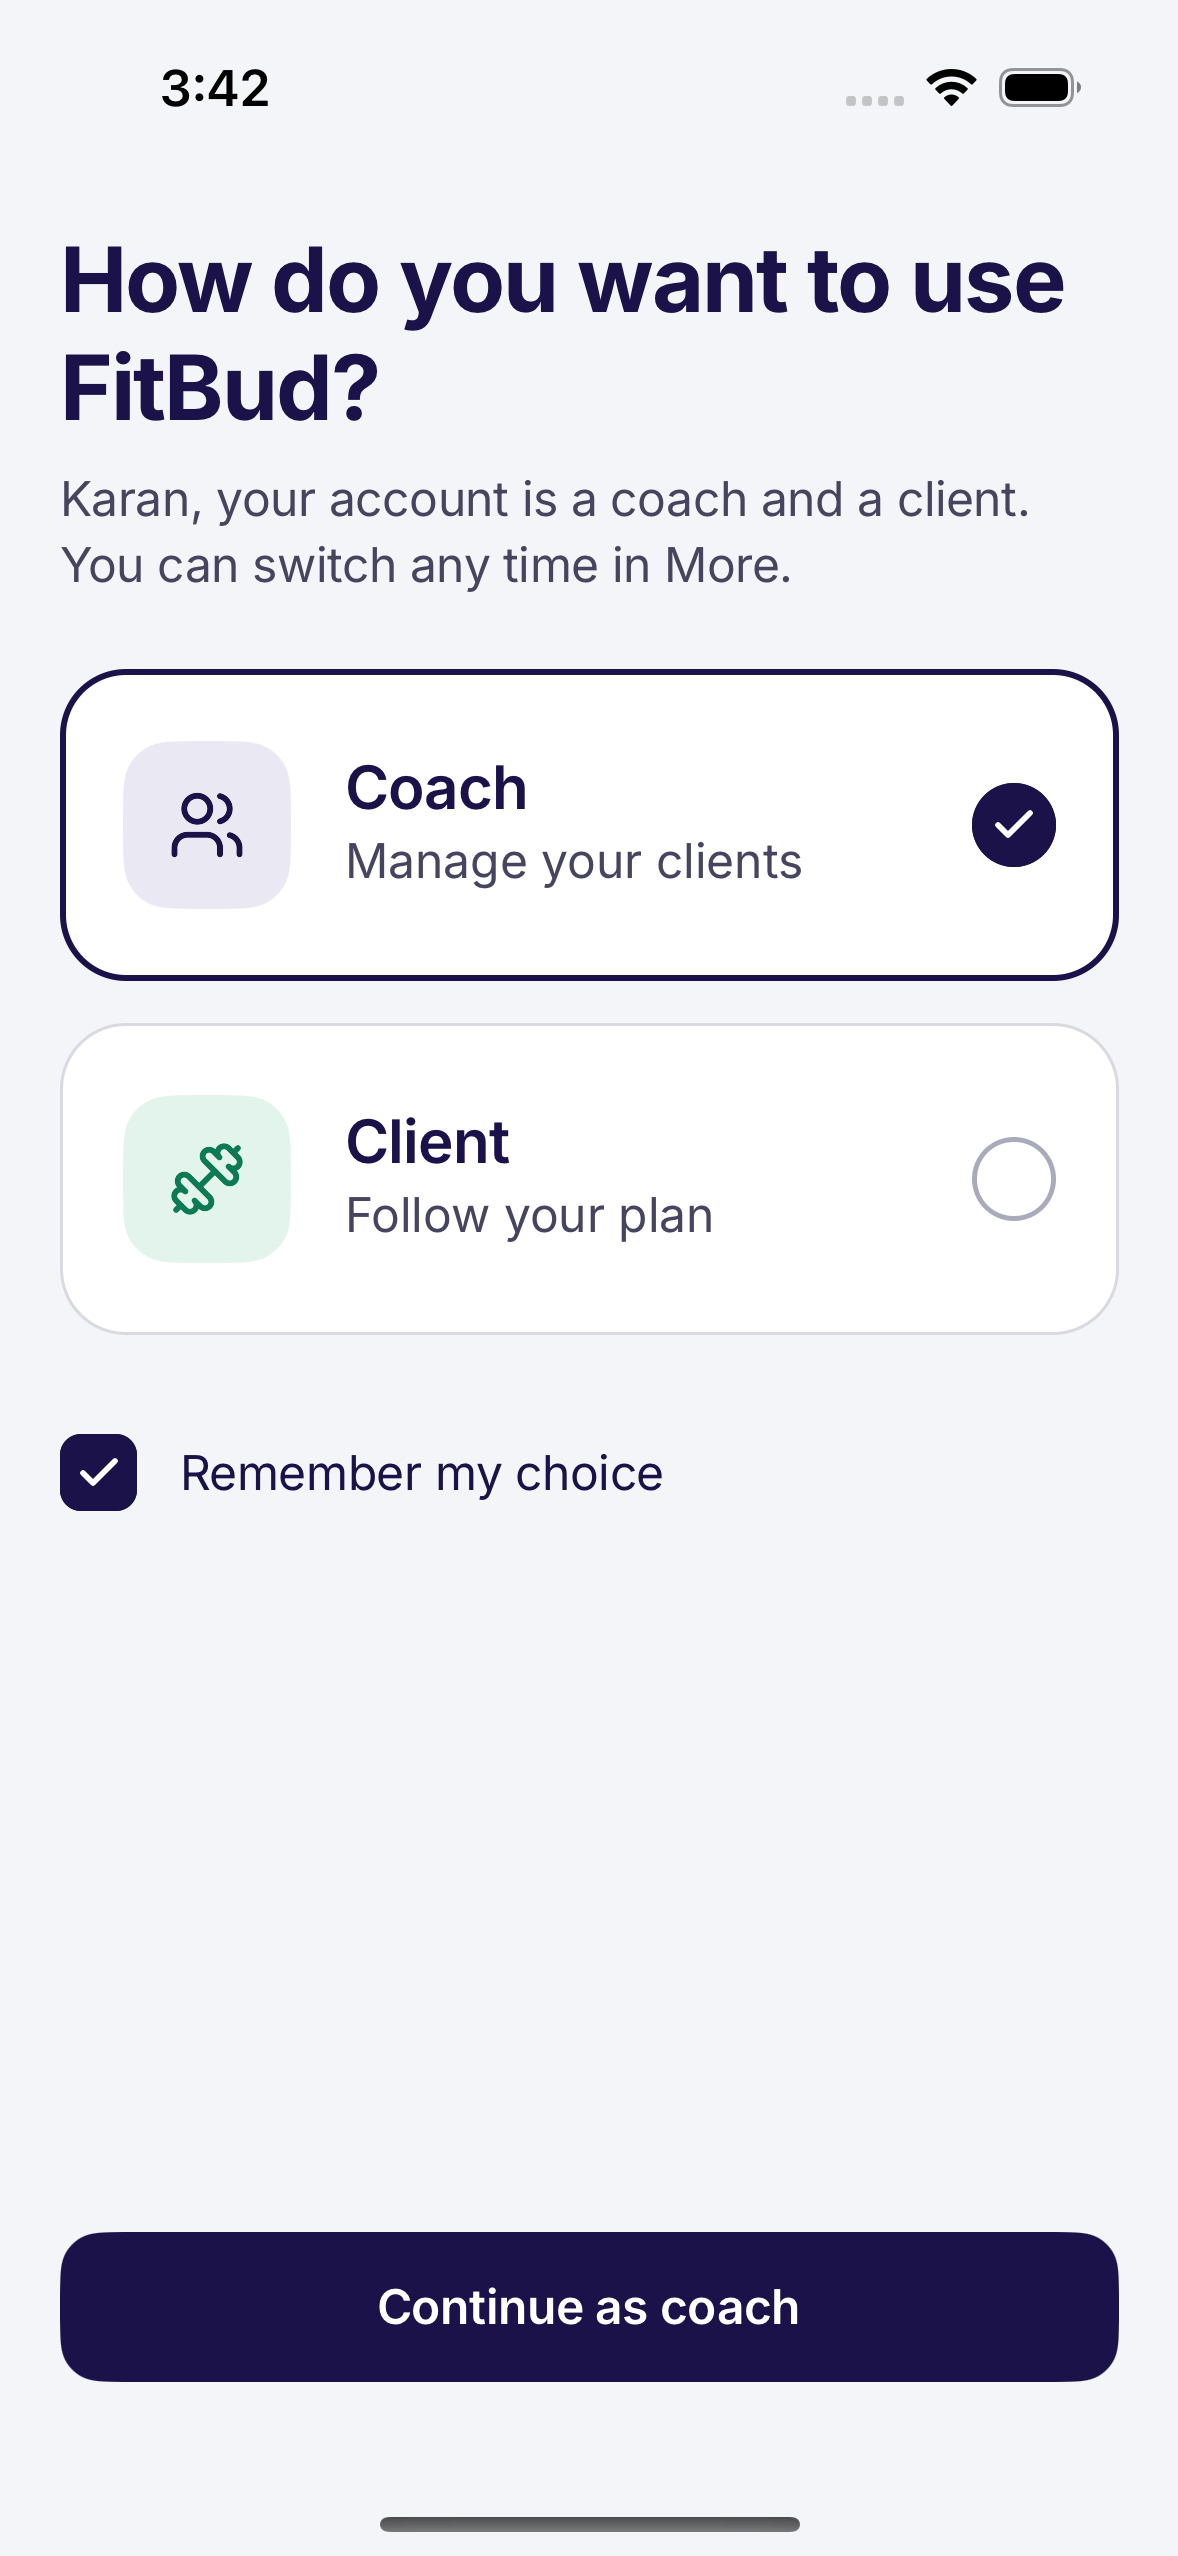 3:42
How do you want to use
FitBud?
Karan, your account is a coach and a client.
You can switch any time in More.
Coach
Manage your clients
Client
Follow your plan
Remember my choice
Continue as coach